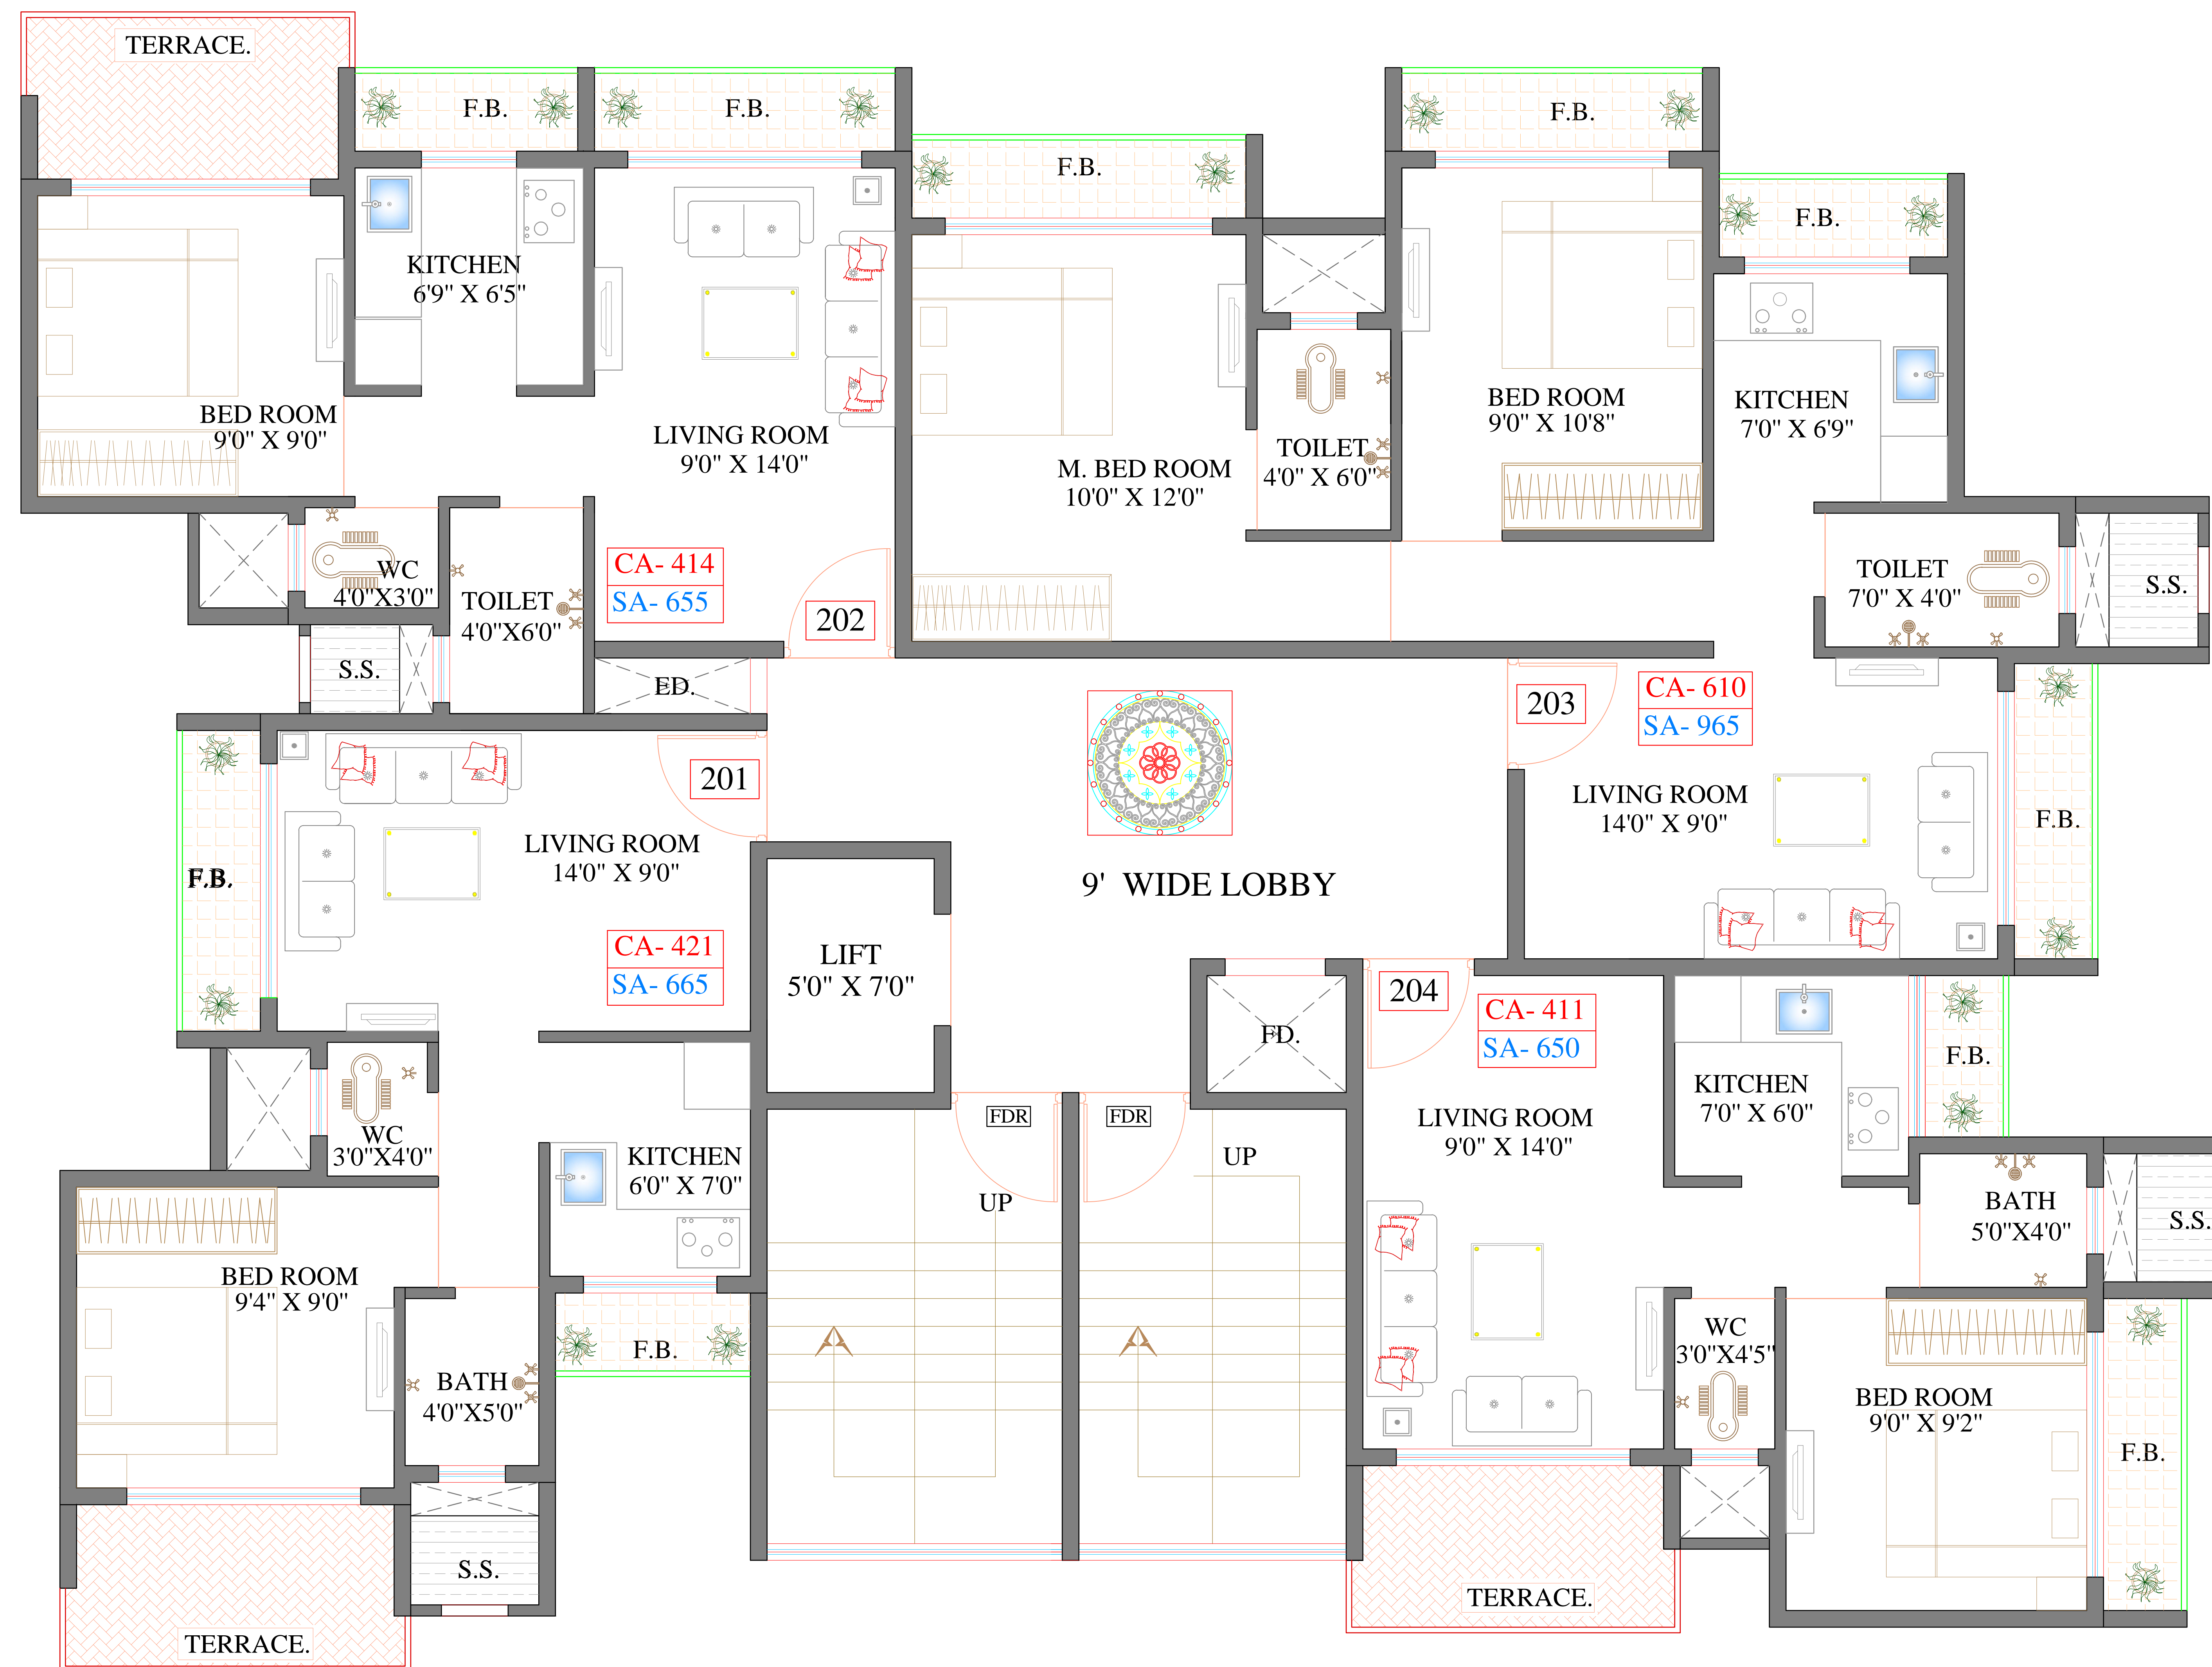 TERRACE.
F.B.
F.B.
F.B.
F.B.
F.B.
KITCHEN
6'9" X 6'5"
BED ROOM
9'0" X 9'0"
LIVING ROOM
9'0" X 14'0"
M. BED ROOM
10'0" X 12'0"
TOILET
4'0" X 6'0"
BED ROOM
9'0" X 10'8"
KITCHEN
7'0" X 6'9"
WC
4'0"X3'0"
TOILET
4'0"X6'0"
CA- 414
SA- 655
202
TOILET
7'0" X 4'0"
S.S.
S.S.
ED.
203
CA- 610
SA- 965
201
LIVING ROOM
14'0" X 9'0"
F.B.
LIVING ROOM
14'0" X 9'0"
F.B.
9' WIDE LOBBY
CA- 421
SA- 665
LIFT
5'0" X 7'0"
FD.
204
CA- 411
SA- 650
F.B.
KITCHEN
7'0" X 6'0"
LIVING ROOM
9'0" X 14'0"
FDR
FDR
WC
3'0"X4'0"
KITCHEN
6'0" X 7'0"
UP
UP
BATH
5'0"X4'0"
S.S.
BED ROOM
9'4" X 9'0"
F.B.
WC
3'0"X4'5"
BATH
4'0"X5'0"
BED ROOM
9'0" X 9'2"
F.B.
S.S.
TERRACE.
TERRACE.